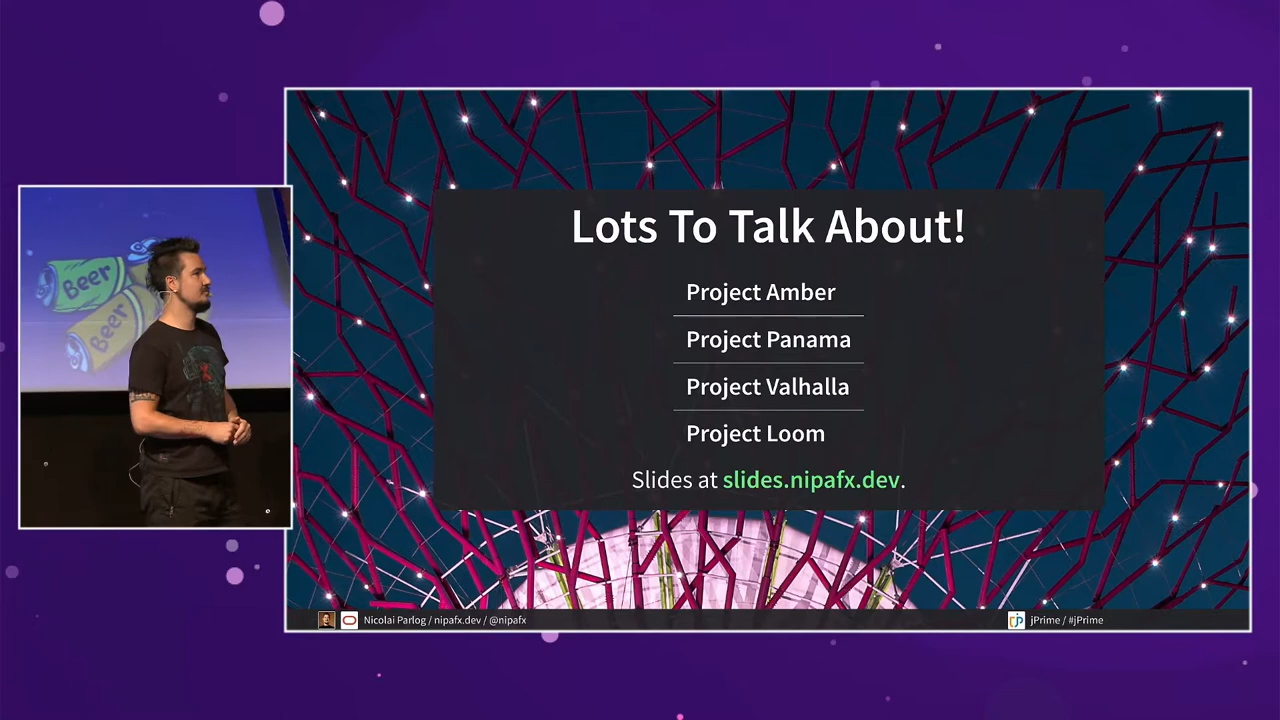 Beer
Beer
Lots To Talk About!
Project Amber
Project Panama
Project Valhalla
Project Loom
Slides at slides.nipafx.dev.
Nicolai Parlog / nipafx.dev / @nipafx
jPrime / #jPrime